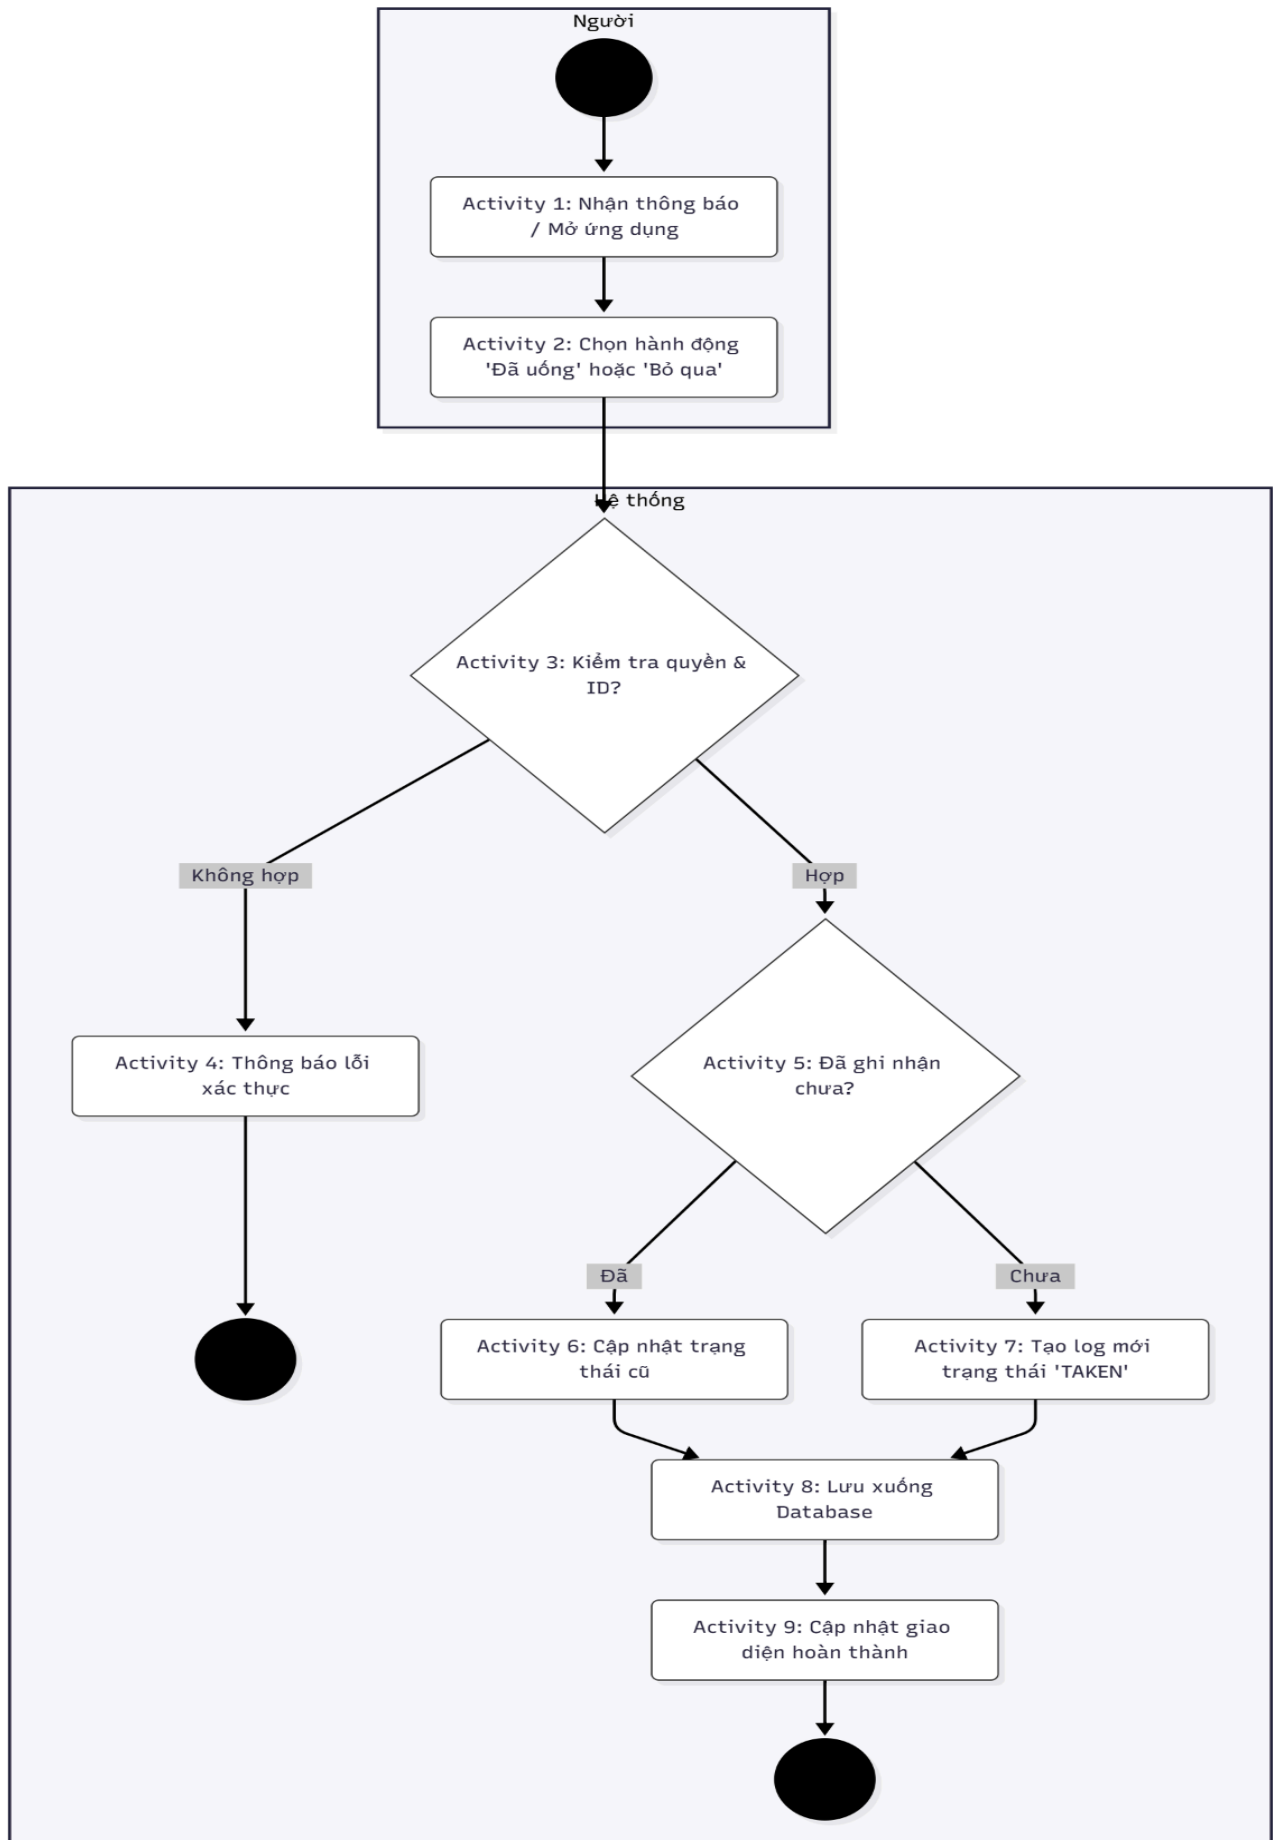 Người
Activity 1: Nhận thông báo
/ Mở ứng dụng
Activity 2: Chọn hành động
'Đã uống' hoặc 'Bỏ qua'
Hệ thống
Activity 3: Kiểm tra quyền &
ID?
Không hợp
Hợp
Activity 4: Thông báo lỗi
xác thực
Activity 5: Đã ghi nhận
chưa?
Đã
Chưa
Activity 6: Cập nhật trạng
thái cũ
Activity 7: Tạo log mới
trạng thái 'TAKEN'
Activity 8: Lưu xuống
Database
Activity 9: Cập nhật giao
diện hoàn thành